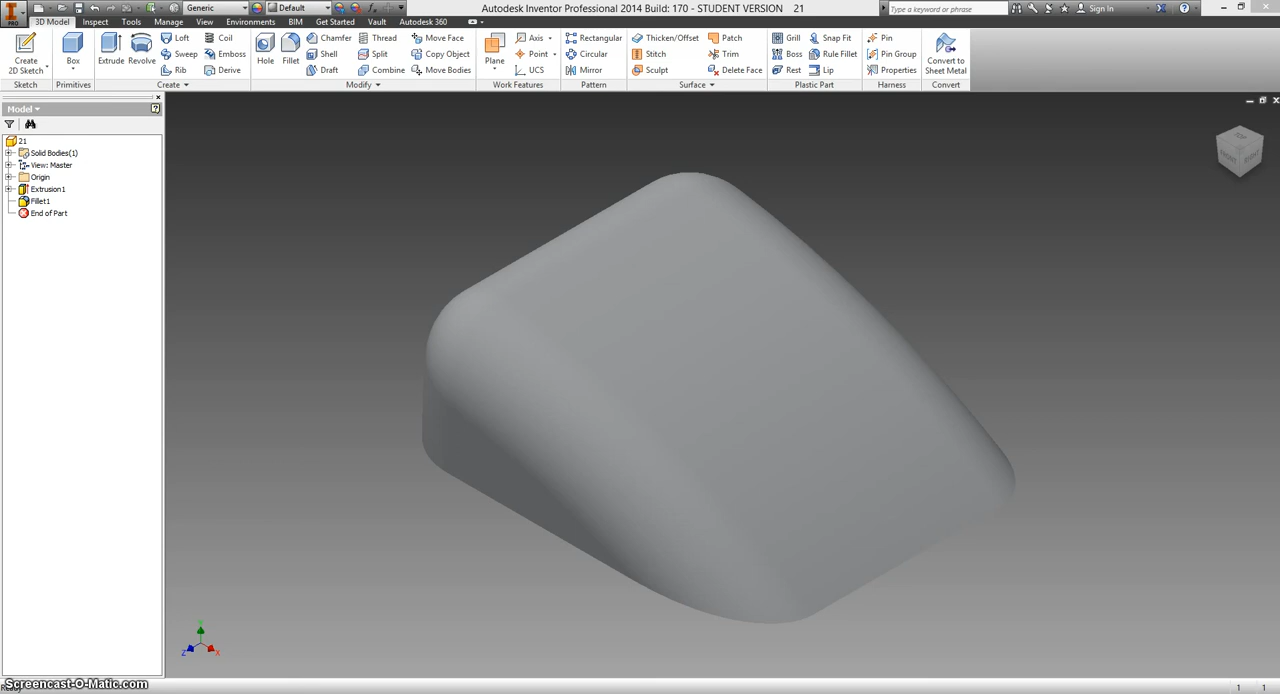 Generic Default Autodesk Inventor Professional 2014 Build: 170 - STUDENT VERSION 21 Type a keyword or phrase Sign In
PRO 3D Model Inspect Tools Manage View Environments BIM Get Started Vault Autodesk 360
Loft Coil Chamfer Thread Move Face Axis Rectangular Thicken/Offset Patch Grill Snap Fit Pin
Create 2D Sketch Box Extrude Revolve Sweep Emboss Hole Fillet Shell Split Copy Object Plane Point Circular Stitch Trim Boss Rule Fillet Pin Group Convert to Sheet Metal
Rib Derive Draft Combine Move Bodies UCS Mirror Sculpt Delete Face Rest Lip Properties
Sketch Primitives Create Modify Work Features Pattern Surface Plastic Part Harness Convert
Model
21
Solid Bodies(1)
View: Master
Origin
Extrusion1
Fillet1
End of Part
TOP
FRONT RIGHT
Y
Z X
Screencast-O-Matic.com
1 1